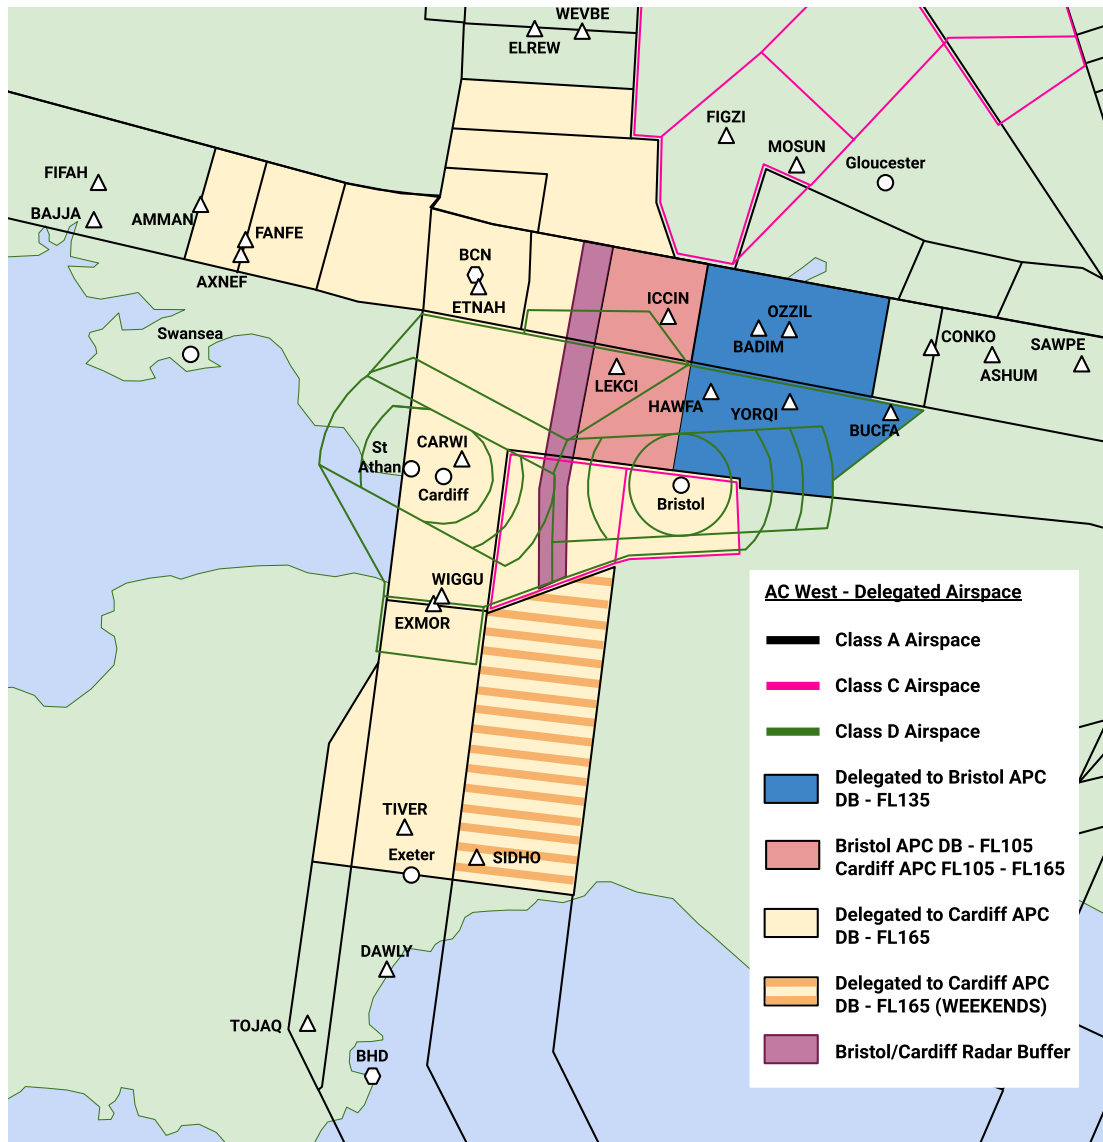 WEVBE
ELREW
FIGZI
MOSUN
Gloucester
FIFAH
BAJJA
AMMAN
FANFE
AXNEF
BCN
ETNAH
ICCIN
OZZIL
BADIM
Swansea
CONKO
SAWPE
ASHUM
LEKCI
HAWFA
YORQI
BUCFA
St
Athan
CARWI
Cardiff
Bristol
WIGGU
EXMOR
TIVER
Exeter
SIDHO
DAWLY
TOJAQ
BHD
AC West - Delegated Airspace
Class A Airspace
Class C Airspace
Class D Airspace
Delegated to Bristol APC
DB - FL135
Bristol APC DB - FL105
Cardiff APC FL105 - FL165
Delegated to Cardiff APC
DB - FL165
Delegated to Cardiff APC
DB - FL165 (WEEKENDS)
Bristol/Cardiff Radar Buffer